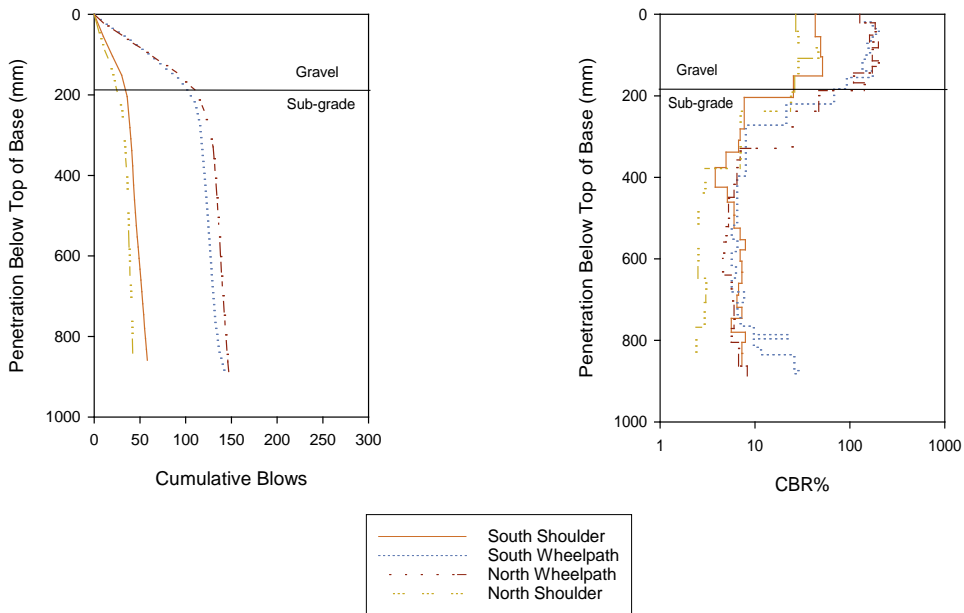 Penetration Below Top of Base (mm)
0
200
400
600
800
1000
Gravel
Sub-grade
0 50 100 150 200 250 300
Cumulative Blows
Penetration Below Top of Base (mm)
0
200
400
600
800
1000
Gravel
Sub-grade
1 10 100 1000
CBR%
South Shoulder
South Wheelpath
North Wheelpath
North Shoulder